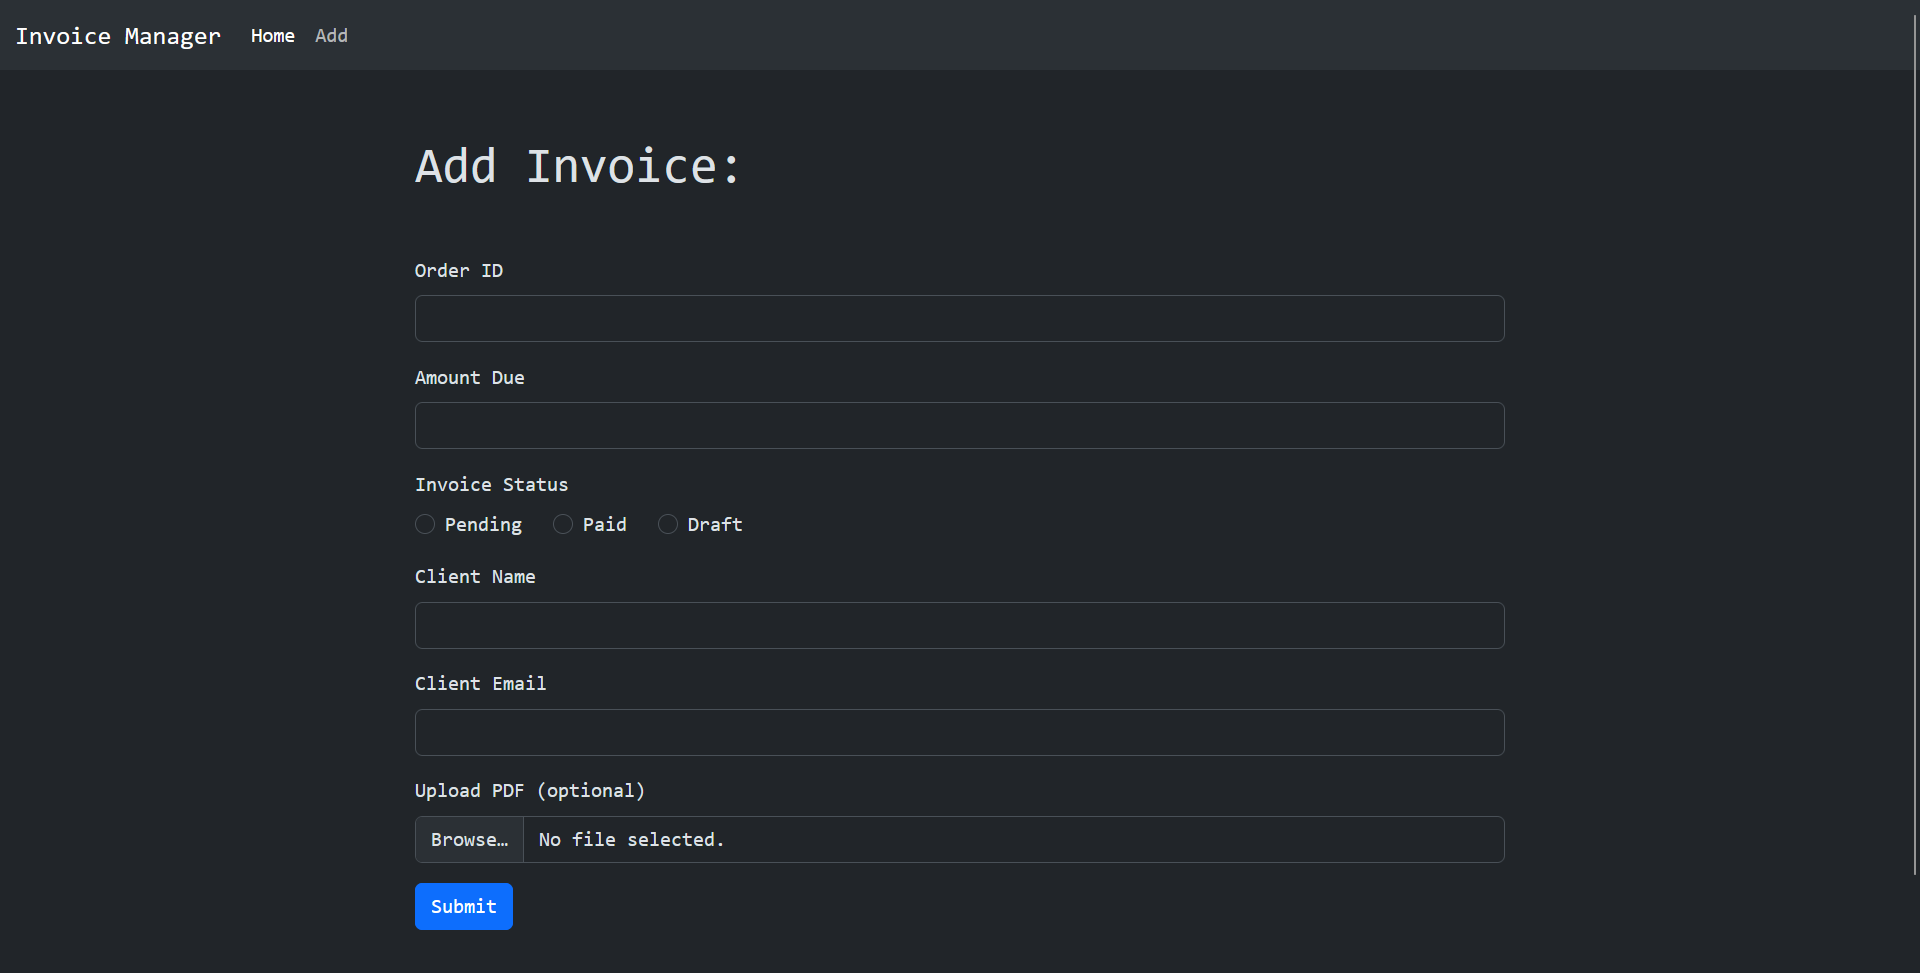 Invoice Manager Home Add
Add Invoice:
Order ID
Amount Due
Invoice Status
Pending Paid Draft
Client Name
Client Email
Upload PDF (optional)
Browse… No file selected.
Submit